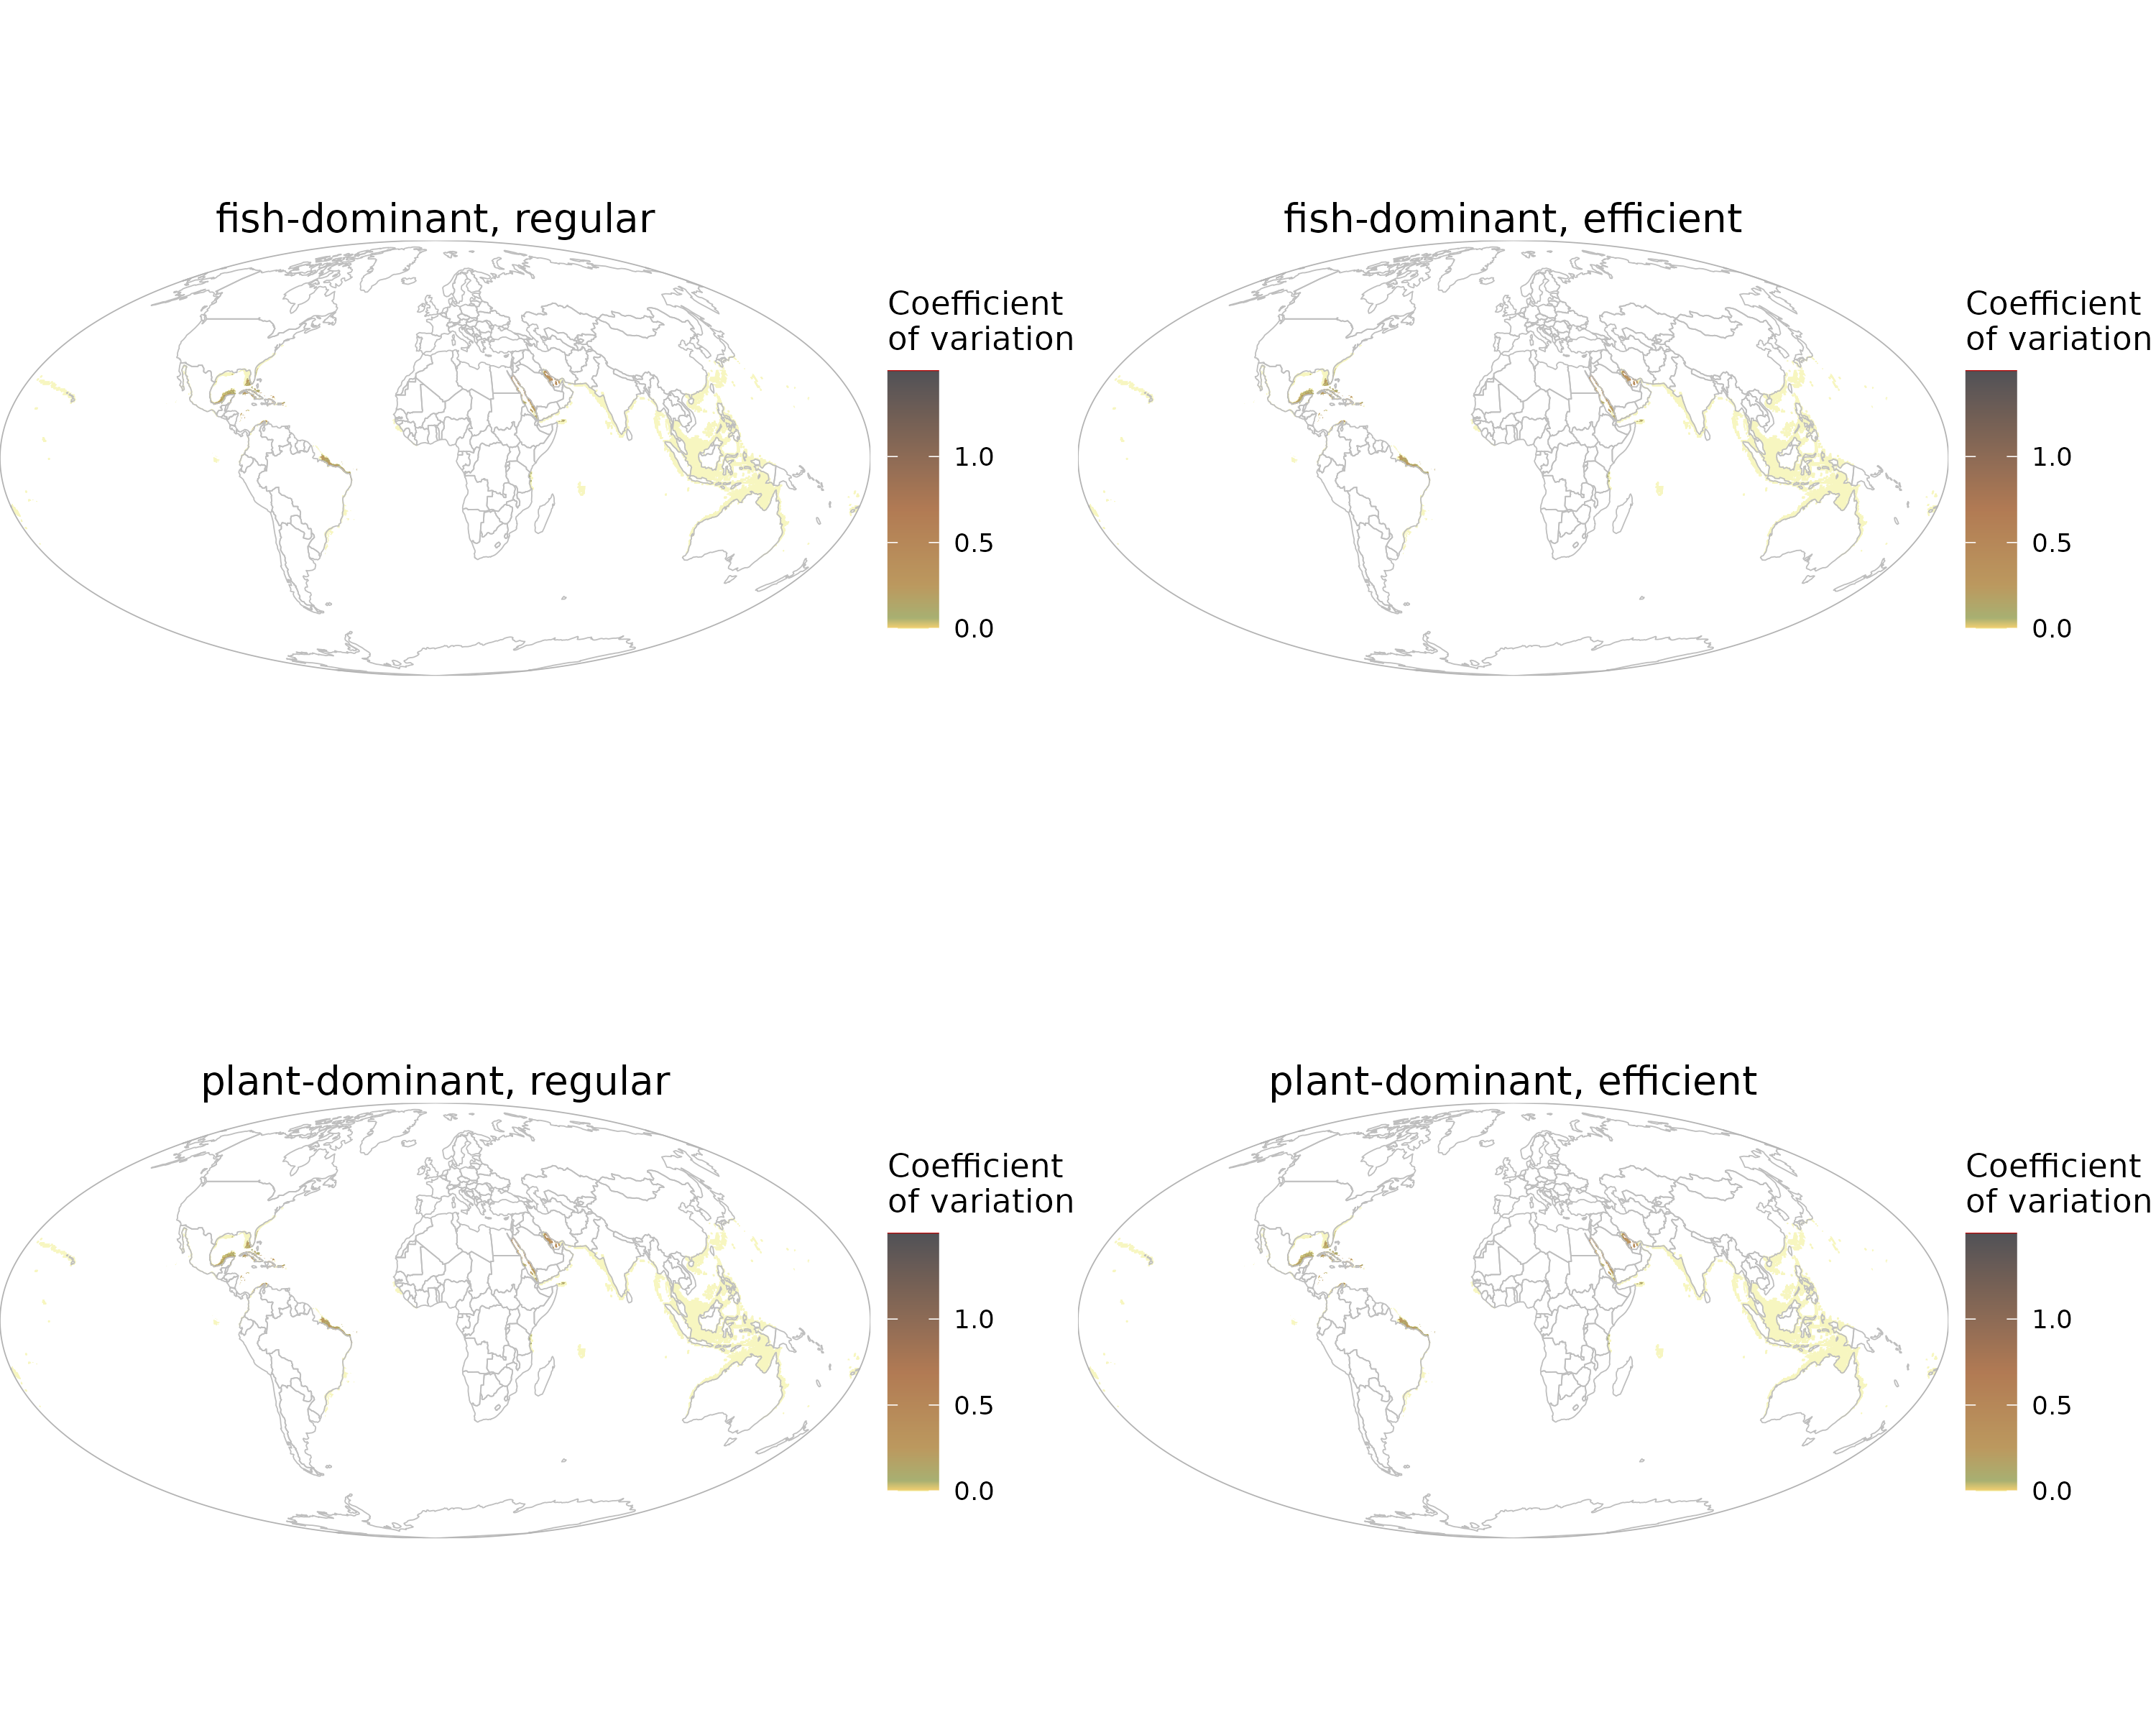 fish-dominant, regular
Coefficient
of variation
1.0
0.5
0.0
fish-dominant, efficient
Coefficient
of variation
1.0
0.5
0.0
plant-dominant, regular
Coefficient
of variation
1.0
0.5
0.0
plant-dominant, efficient
Coefficient
of variation
1.0
0.5
0.0